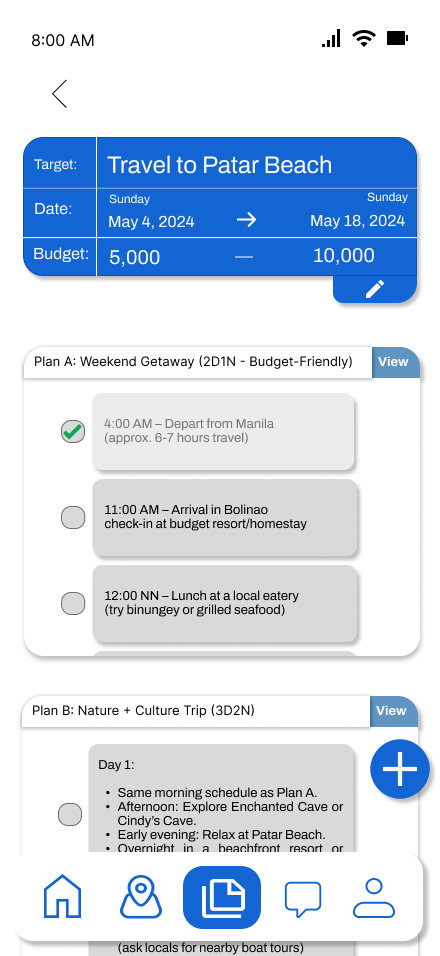 8:00 AM
Target:
Travel to Patar Beach
Date:
Sunday
May 4, 2024
Sunday
May 18, 2024
Budget:
5,000
—
10,000
Plan A: Weekend Getaway (2D1N - Budget-Friendly)
View
4:00 AM – Depart from Manila
(approx. 6-7 hours travel)
11:00 AM – Arrival in Bolinao
check-in at budget resort/homestay
12:00 NN – Lunch at a local eatery
(try binungey or grilled seafood)
Plan B: Nature + Culture Trip (3D2N)
View
Day 1:
• Same morning schedule as Plan A.
• Afternoon: Explore Enchanted Cave or
Cindy’s Cave.
• Early evening: Relax at Patar Beach.
• Overnight in a beachfront resort or
(ask locals for nearby boat tours)